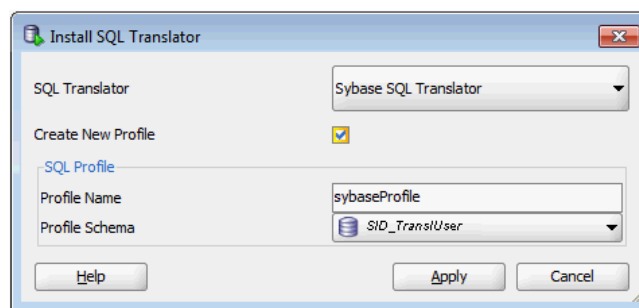 Install SQL Translator
SQL Translator Sybase SQL Translator
Create New Profile
SQL Profile
Profile Name sybaseProfile
Profile Schema SID_TranslUser
Help Apply Cancel